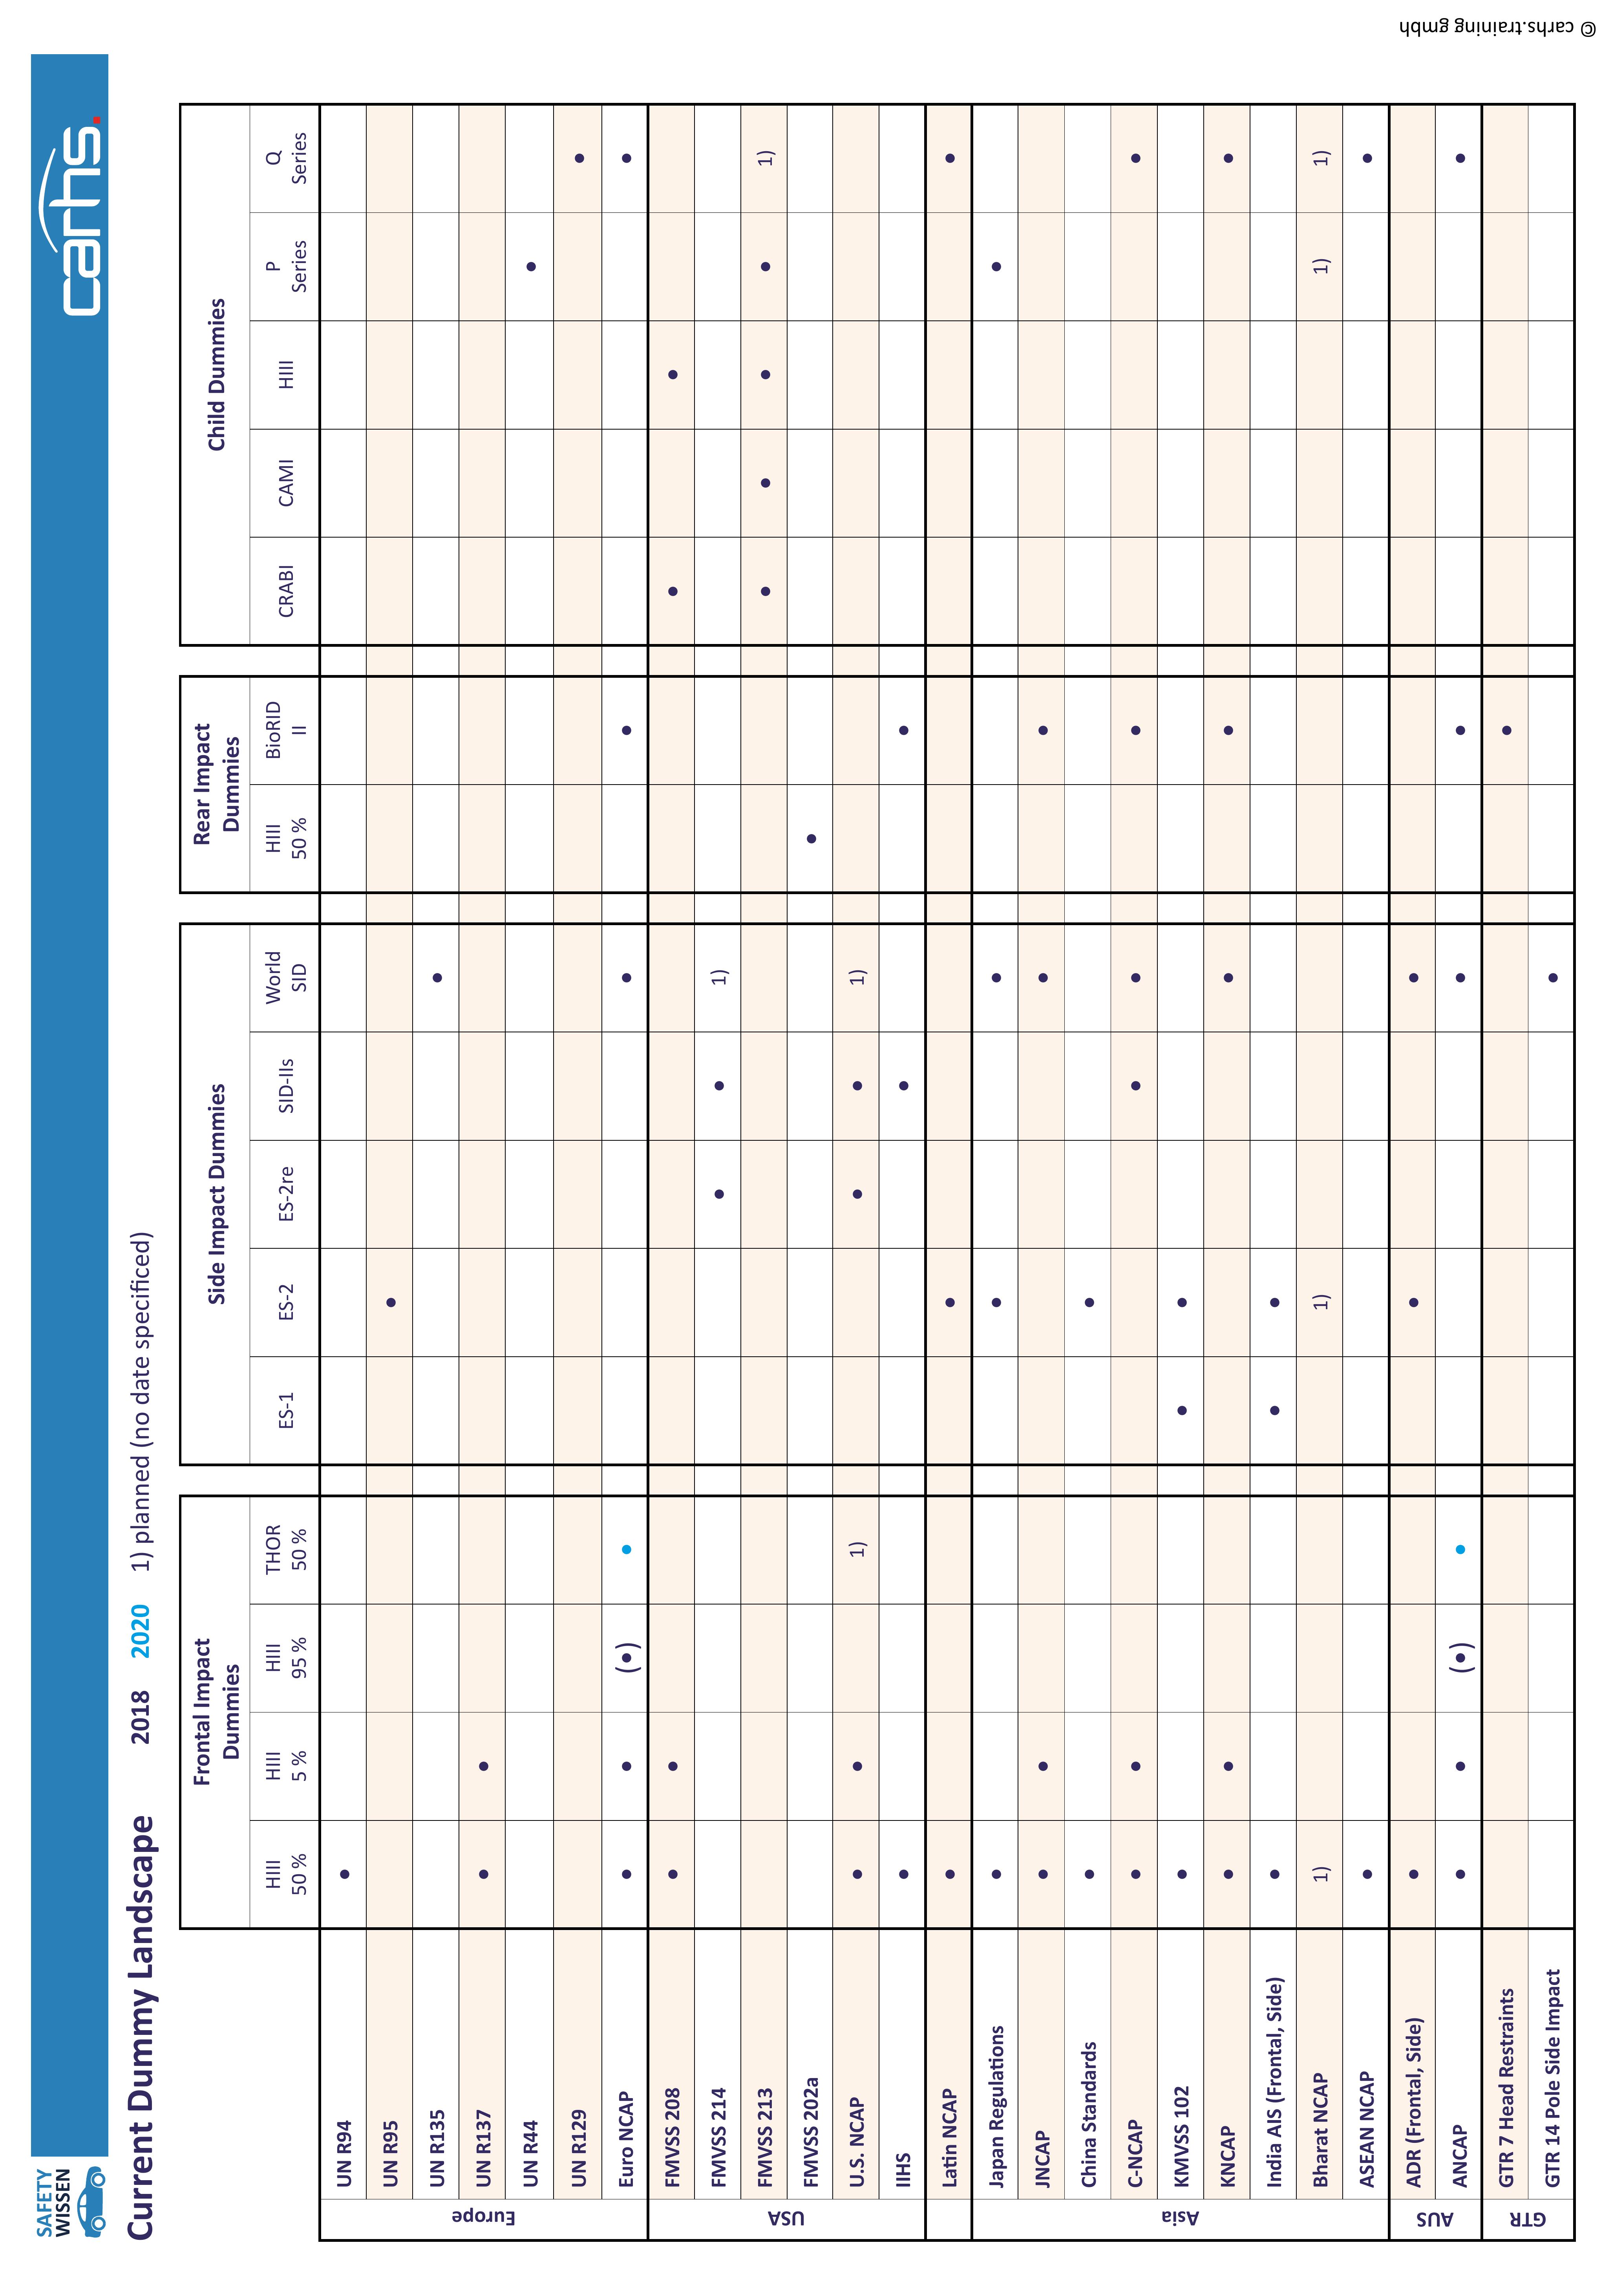 SAFETY
WISSEN
carhs.
Current Dummy Landscape 2018 2020 1) planned (no date specificed)
Frontal Impact
Dummies
Side Impact Dummies
Rear Impact
Dummies
Child Dummies
HIII
50 %
HIII
5 %
HIII
95 %
THOR
50 %
ES-1
ES-2
ES-2re
SID-IIs
World
SID
HIII
50 %
BioRID
II
CRABI
CAMI
HIII
P
Series
Q
Series
Europe
UN R94 •
UN R95 •
UN R135 •
UN R137 • •
UN R44 •
UN R129 •
Euro NCAP • • (•) • • • •
USA
FMVSS 208 • • • •
FMVSS 214 • • 1)
FMVSS 213 • • • • 1)
FMVSS 202a •
U.S. NCAP • • 1) • • 1)
IIHS • • •
Latin NCAP • • •
Asia
Japan Regulations • • • •
JNCAP • • • •
China Standards • •
C-NCAP • • • • • •
KMVSS 102 • • •
KNCAP • • • • •
India AIS (Frontal, Side) • • •
Bharat NCAP 1) 1) 1) 1)
ASEAN NCAP • •
AUS
ADR (Frontal, Side) • • •
ANCAP • • (•) • • • •
GTR
GTR 7 Head Restraints •
GTR 14 Pole Side Impact •
© carhs.training gmbh